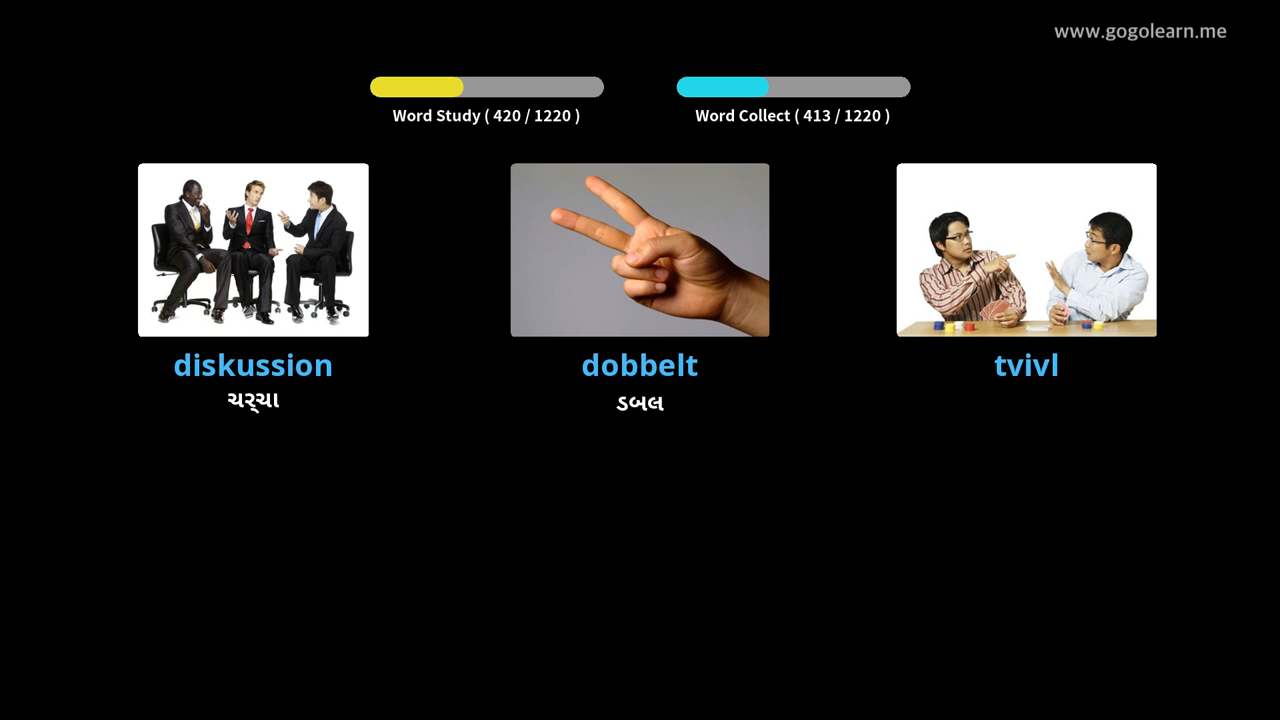 www.gogolearn.me
Word Study ( 420 / 1220 )
Word Collect ( 413 / 1220 )
diskussion
dobbelt
tvivl
ચર્ચા
ડબલ